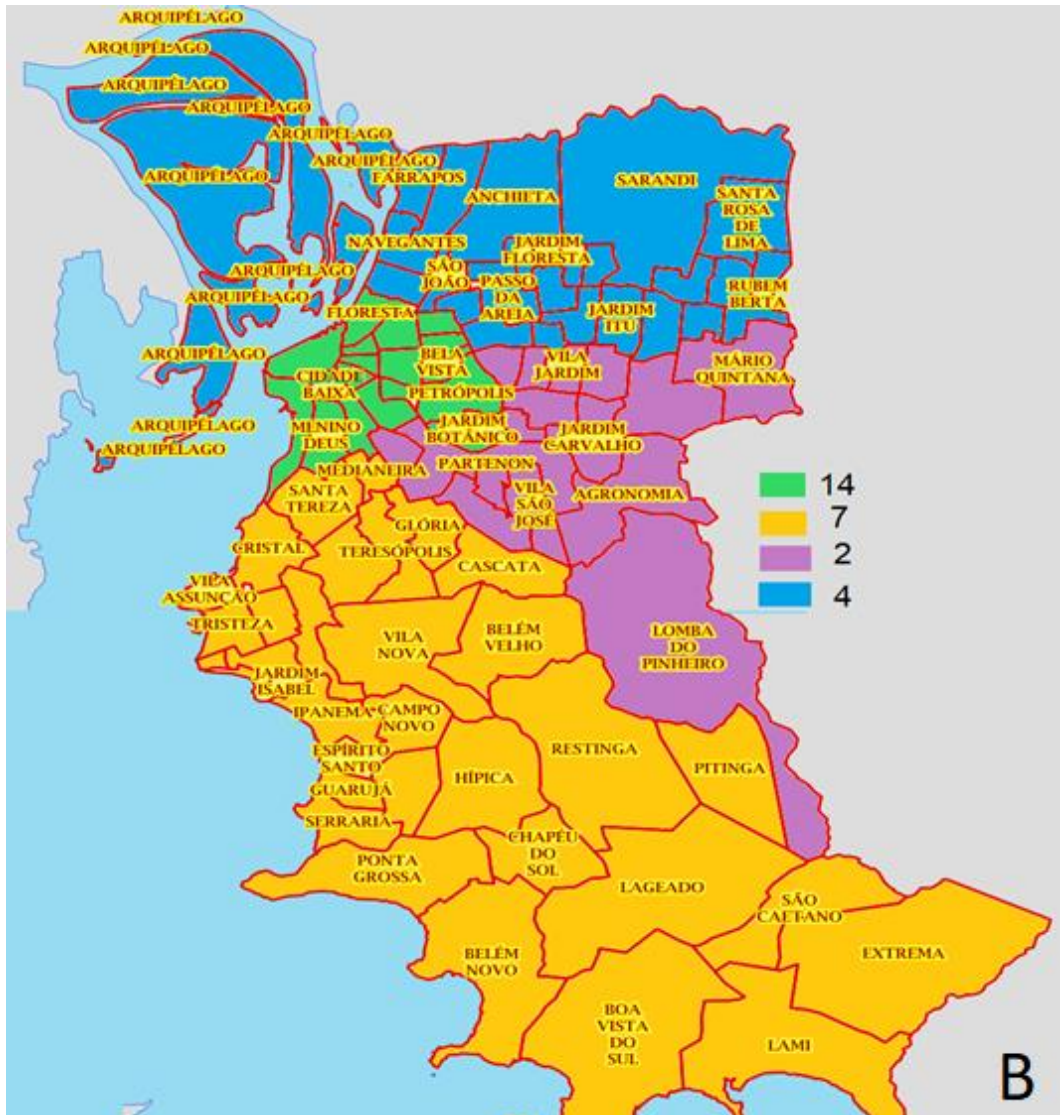 ARQUIPÉLAGO
ARQUIPÉLAGO
ARQUIPÉLAGO
ARQUIPÉLAGO
ARQUIPÉLAGO
ARQUIPÉLAGO
FARRAPOS
ARQUIPÉLAGO
ANCHIETA
SARANDI
SANTA
ROSA
DE
LIMA
NAVEGANTES
JARDIM
FLORESTA
SÃO
JOÃO
ARQUIPÉLAGO
PASSO
DA
AREIA
RUBEM
BERTA
ARQUIPÉLAGO
FLORESTA
JARDIM
ITÚ
ARQUIPÉLAGO
BELA
VISTA
VILA
JARDIM
MÁRIO
QUINTANA
CIDADE
BAIXA
PETRÓPOLIS
ARQUIPÉLAGO
ARQUIPÉLAGO
MENINO
DEUS
JARDIM
BOTÂNICO
JARDIM
CARVALHO
MEDIANEIRA
PARTENON
SANTA
TEREZA
VILA
SÃO
JOSÉ
AGRONOMIA
14
7
2
4
GLÓRIA
CRISTAL
TERESÓPOLIS
CASCATA
VILA
ASSUNÇÃO
TRISTEZA
VILA
NOVA
BELÉM
VELHO
LOMBA
DO
PINHEIRO
JARDIM
ISABEL
IPANEMA
CAMPO
NOVO
ESPÍRITO
SANTO
RESTINGA
PITINGA
GUARUJÁ
HÍPICA
SERRARIA
CHAPÉU
DO
SOL
PONTA
GROSSA
LAGEADO
SÃO
CAETANO
EXTREMA
BELÉM
NOVO
BOA
VISTA
DO
SUL
LAMI
B